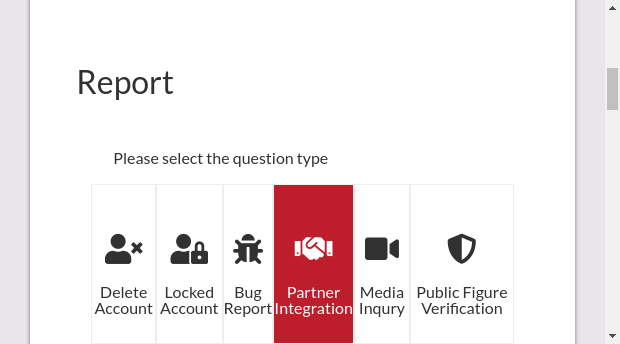 Report
Please select the question type
Delete Account
Locked Account
Bug Report
Partner Integration
Media Inqury
Public Figure Verification